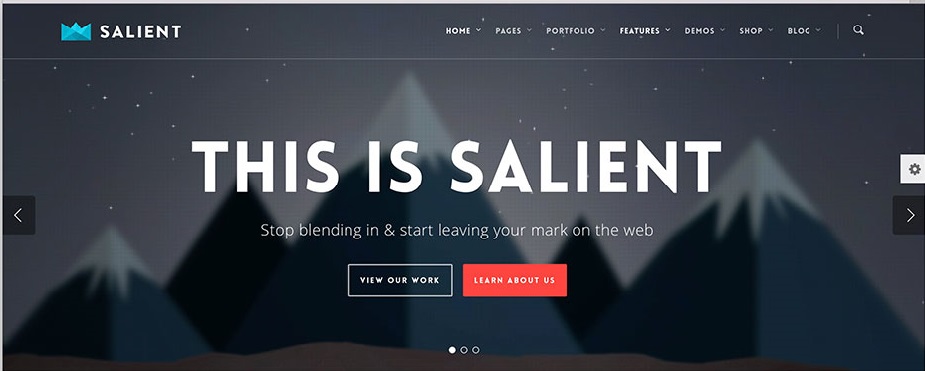 SALIENT
HOME PAGES PORTFOLIO FEATURES DEMOS SHOP BLOG
THIS IS SALIENT
Stop blending in & start leaving your mark on the web
VIEW OUR WORK LEARN ABOUT US